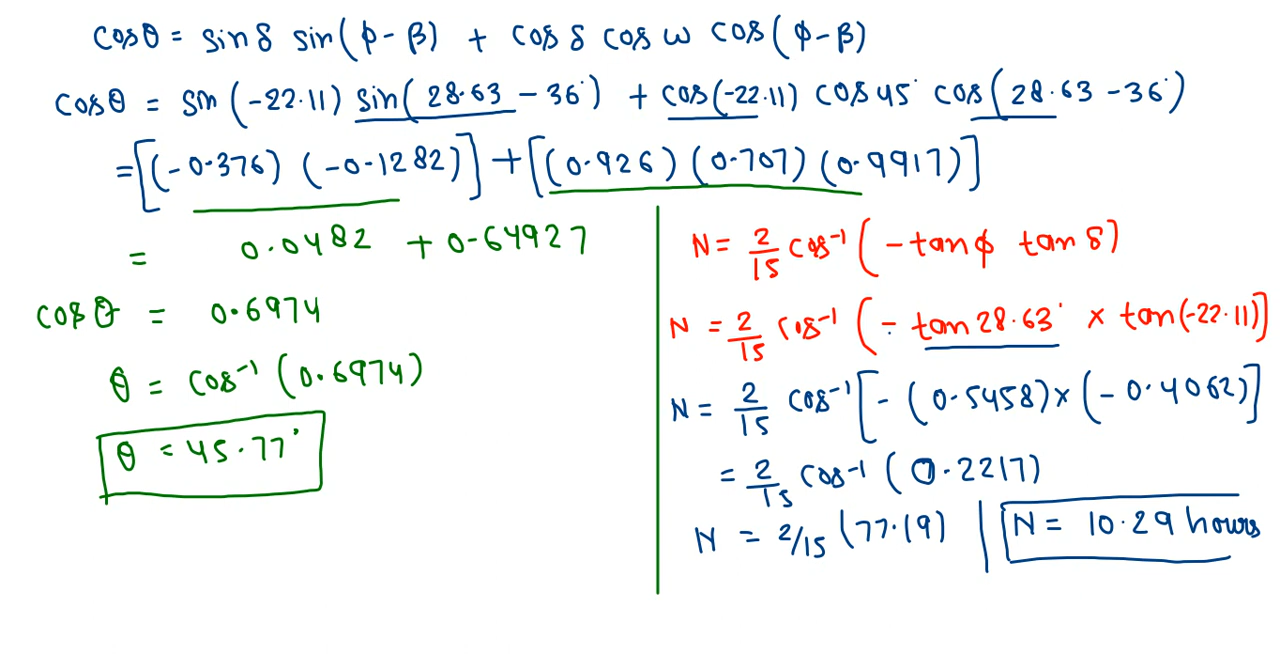 cosθ = sin δ sin(φ - β) + cos δ cos ω cos(φ-β)
cosθ = sin (-22.11) sin(28.63 - 36°) + cos(-22.11) cos 45° cos(28.63-36°)
= [(-0.376) (-0.1282)] + [(0.926) (0.707) (0.9917)]
= 0.0482 + 0.64927
cosθ = 0.6974
θ = cos⁻¹ (0.6974)
θ = 45.77°
N = 2/15 cos⁻¹ (-tanφ tan δ)
N = 2/15 cos⁻¹ (- tan 28.63° x tan(-22.11)]
N = 2/15 cos⁻¹ [- (0.5458) x (-0.4062)]
= 2/15 cos⁻¹ (0.2217)
N = 2/15 (77.19) | N = 10.29 hours